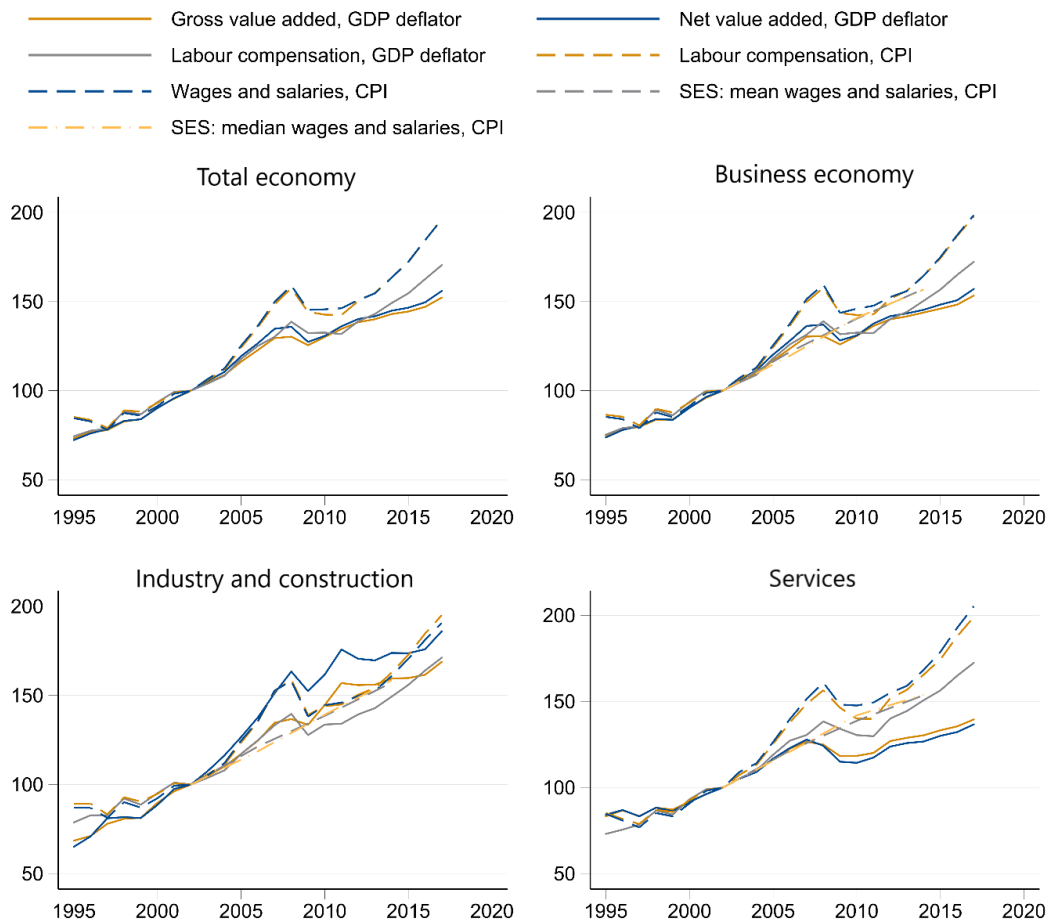 Gross value added, GDP deflator
Net value added, GDP deflator
Labour compensation, GDP deflator
Labour compensation, CPI
Wages and salaries, CPI
SES: mean wages and salaries, CPI
SES: median wages and salaries, CPI
Total economy
200
150
100
50
1995 2000 2005 2010 2015 2020
Business economy
200
150
100
50
1995 2000 2005 2010 2015 2020
Industry and construction
200
150
100
50
1995 2000 2005 2010 2015 2020
Services
200
150
100
50
1995 2000 2005 2010 2015 2020